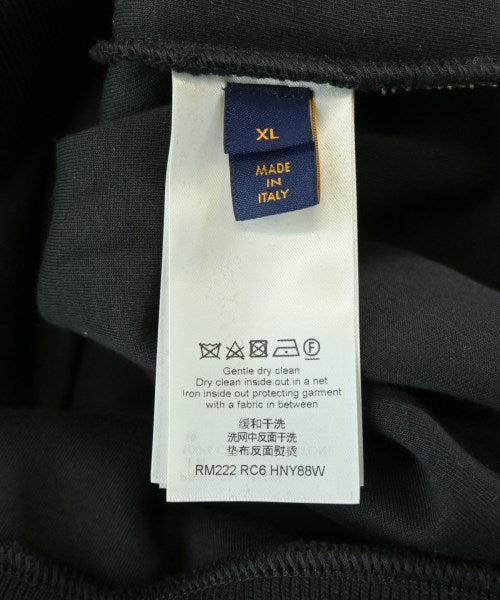 XL
MADE
IN
ITALY
Gentle dry clean
Dry clean inside out in a net
Iron inside out protecting garment
with a fabric in between
缓和干洗
洗网中反面干洗
垫布反面熨烫
RM222 RC6 HNY88W